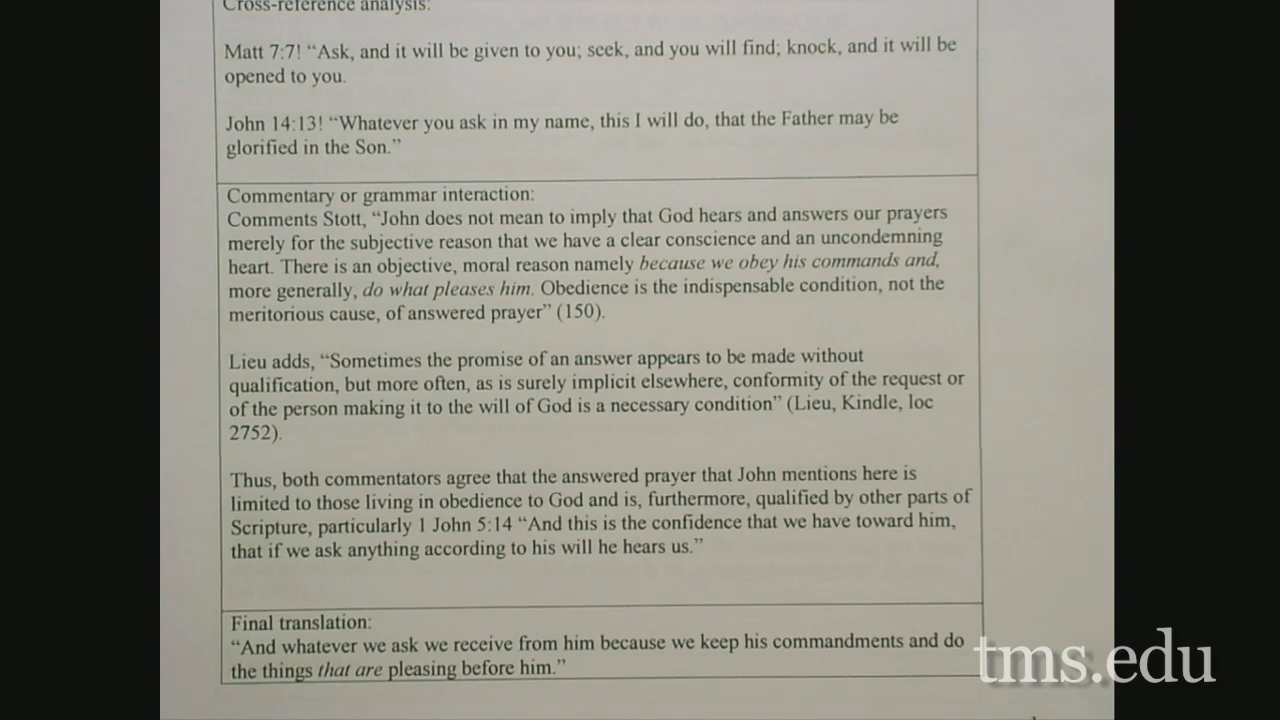 Cross-reference analysis:
Matt 7:7! “Ask, and it will be given to you; seek, and you will find; knock, and it will be
opened to you.
John 14:13! “Whatever you ask in my name, this I will do, that the Father may be
glorified in the Son.”
Commentary or grammar interaction:
Comments Stott, “John does not mean to imply that God hears and answers our prayers
merely for the subjective reason that we have a clear conscience and an uncondemning
heart. There is an objective, moral reason namely because we obey his commands and,
more generally, do what pleases him. Obedience is the indispensable condition, not the
meritorious cause, of answered prayer” (150).
Lieu adds, “Sometimes the promise of an answer appears to be made without
qualification, but more often, as is surely implicit elsewhere, conformity of the request or
of the person making it to the will of God is a necessary condition” (Lieu, Kindle, loc
2752).
Thus, both commentators agree that the answered prayer that John mentions here is
limited to those living in obedience to God and is, furthermore, qualified by other parts of
Scripture, particularly 1 John 5:14 “And this is the confidence that we have toward him,
that if we ask anything according to his will he hears us.”
Final translation:
“And whatever we ask we receive from him because we keep his commandments and do
the things that are pleasing before him.”
tms.edu